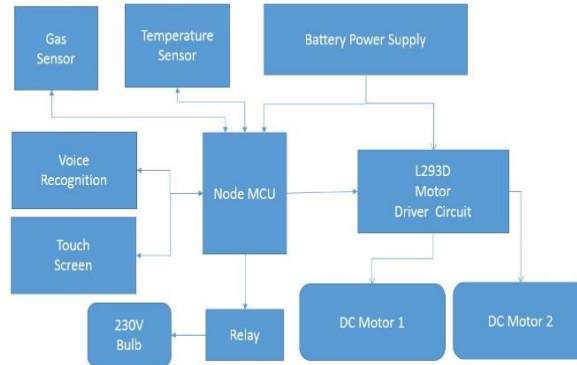 Gas
Sensor
Temperature
Sensor
Battery Power Supply
Voice
Recognition
Node MCU
L293D
Motor
Driver Circuit
Touch
Screen
230V
Bulb
Relay
DC Motor 1
DC Motor 2